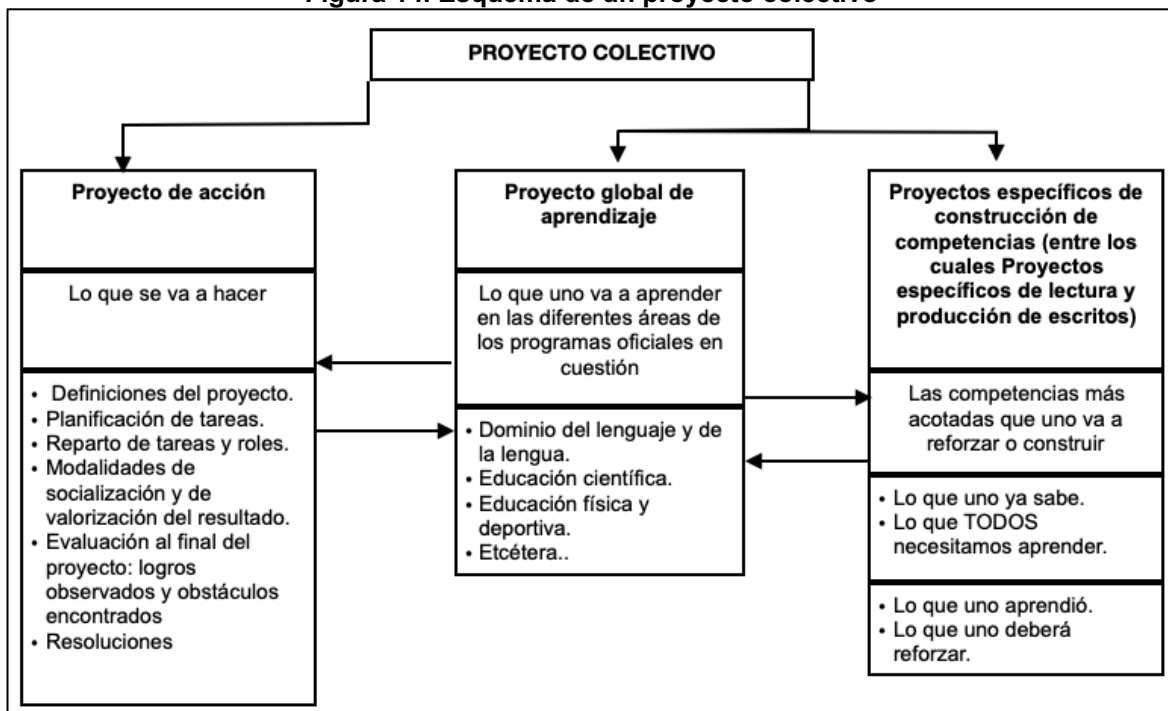 Esquema de un proyecto colectivo
PROYECTO COLECTIVO
Proyecto de acción
Lo que se va a hacer
• Definiciones del proyecto.
• Planificación de tareas.
• Reparto de tareas y roles.
• Modalidades de
socialización y de
valorización del resultado.
• Evaluación al final del
proyecto: logros
observados y obstáculos
encontrados
• Resoluciones
Proyecto global de
aprendizaje
Lo que uno va a aprender
en las diferentes áreas de
los programas oficiales en
cuestión
• Dominio del lenguaje y de
la lengua.
• Educación científica.
• Educación física y
deportiva.
• Etcétera..
Proyectos específicos de
construcción de
competencias (entre los
cuales Proyectos
específicos de lectura y
producción de escritos)
Las competencias más
acotadas que uno va a
reforzar o construir
• Lo que uno ya sabe.
• Lo que TODOS
necesitamos aprender.
• Lo que uno aprendió.
• Lo que uno deberá
reforzar.